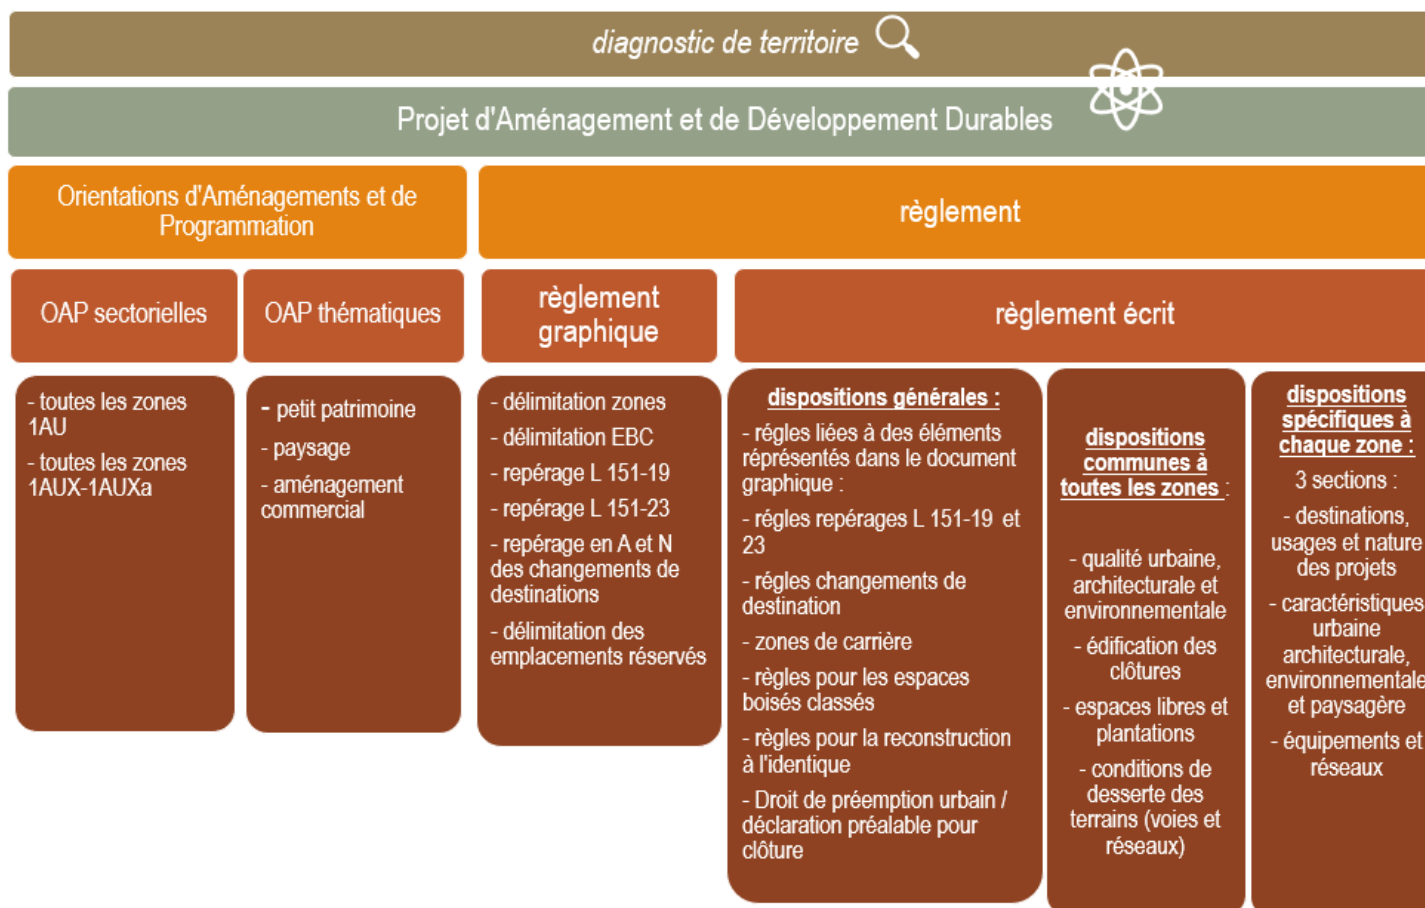 diagnostic de territoire
Projet d'Aménagement et de Développement Durables
Orientations d'Aménagements et de
Programmation
règlement
OAP sectorielles
OAP thématiques
règlement
graphique
règlement écrit
- toutes les zones
1AU
- toutes les zones
1AUX-1AUXa
- petit patrimoine
- paysage
- aménagement
commercial
- délimitation zones
- délimitation EBC
- repérage L 151-19
- repérage L 151-23
- repérage en A et N
des changements de
destinations
- délimitation des
emplacements réservés
dispositions générales :
- régles liées à des éléments
réprésentés dans le document
graphique :
- régles repérages L 151-19 et
23
- régles changements de
destination
- zones de carrière
- règles pour les espaces
boisés classés
- règles pour la reconstruction
à l'identique
- Droit de préemption urbain /
déclaration préalable pour
clôture
dispositions
communes à
toutes les zones :
- qualité urbaine,
architecturale et
environnementale
- édification des
clôtures
- espaces libres et
plantations
- conditions de
desserte des
terrains (voies et
réseaux)
dispositions
spécifiques à
chaque zone :
3 sections :
- destinations,
usages et nature
des projets
- caractéristiques
urbaine
architecturale,
environnementale
et paysagère
- équipements et
réseaux